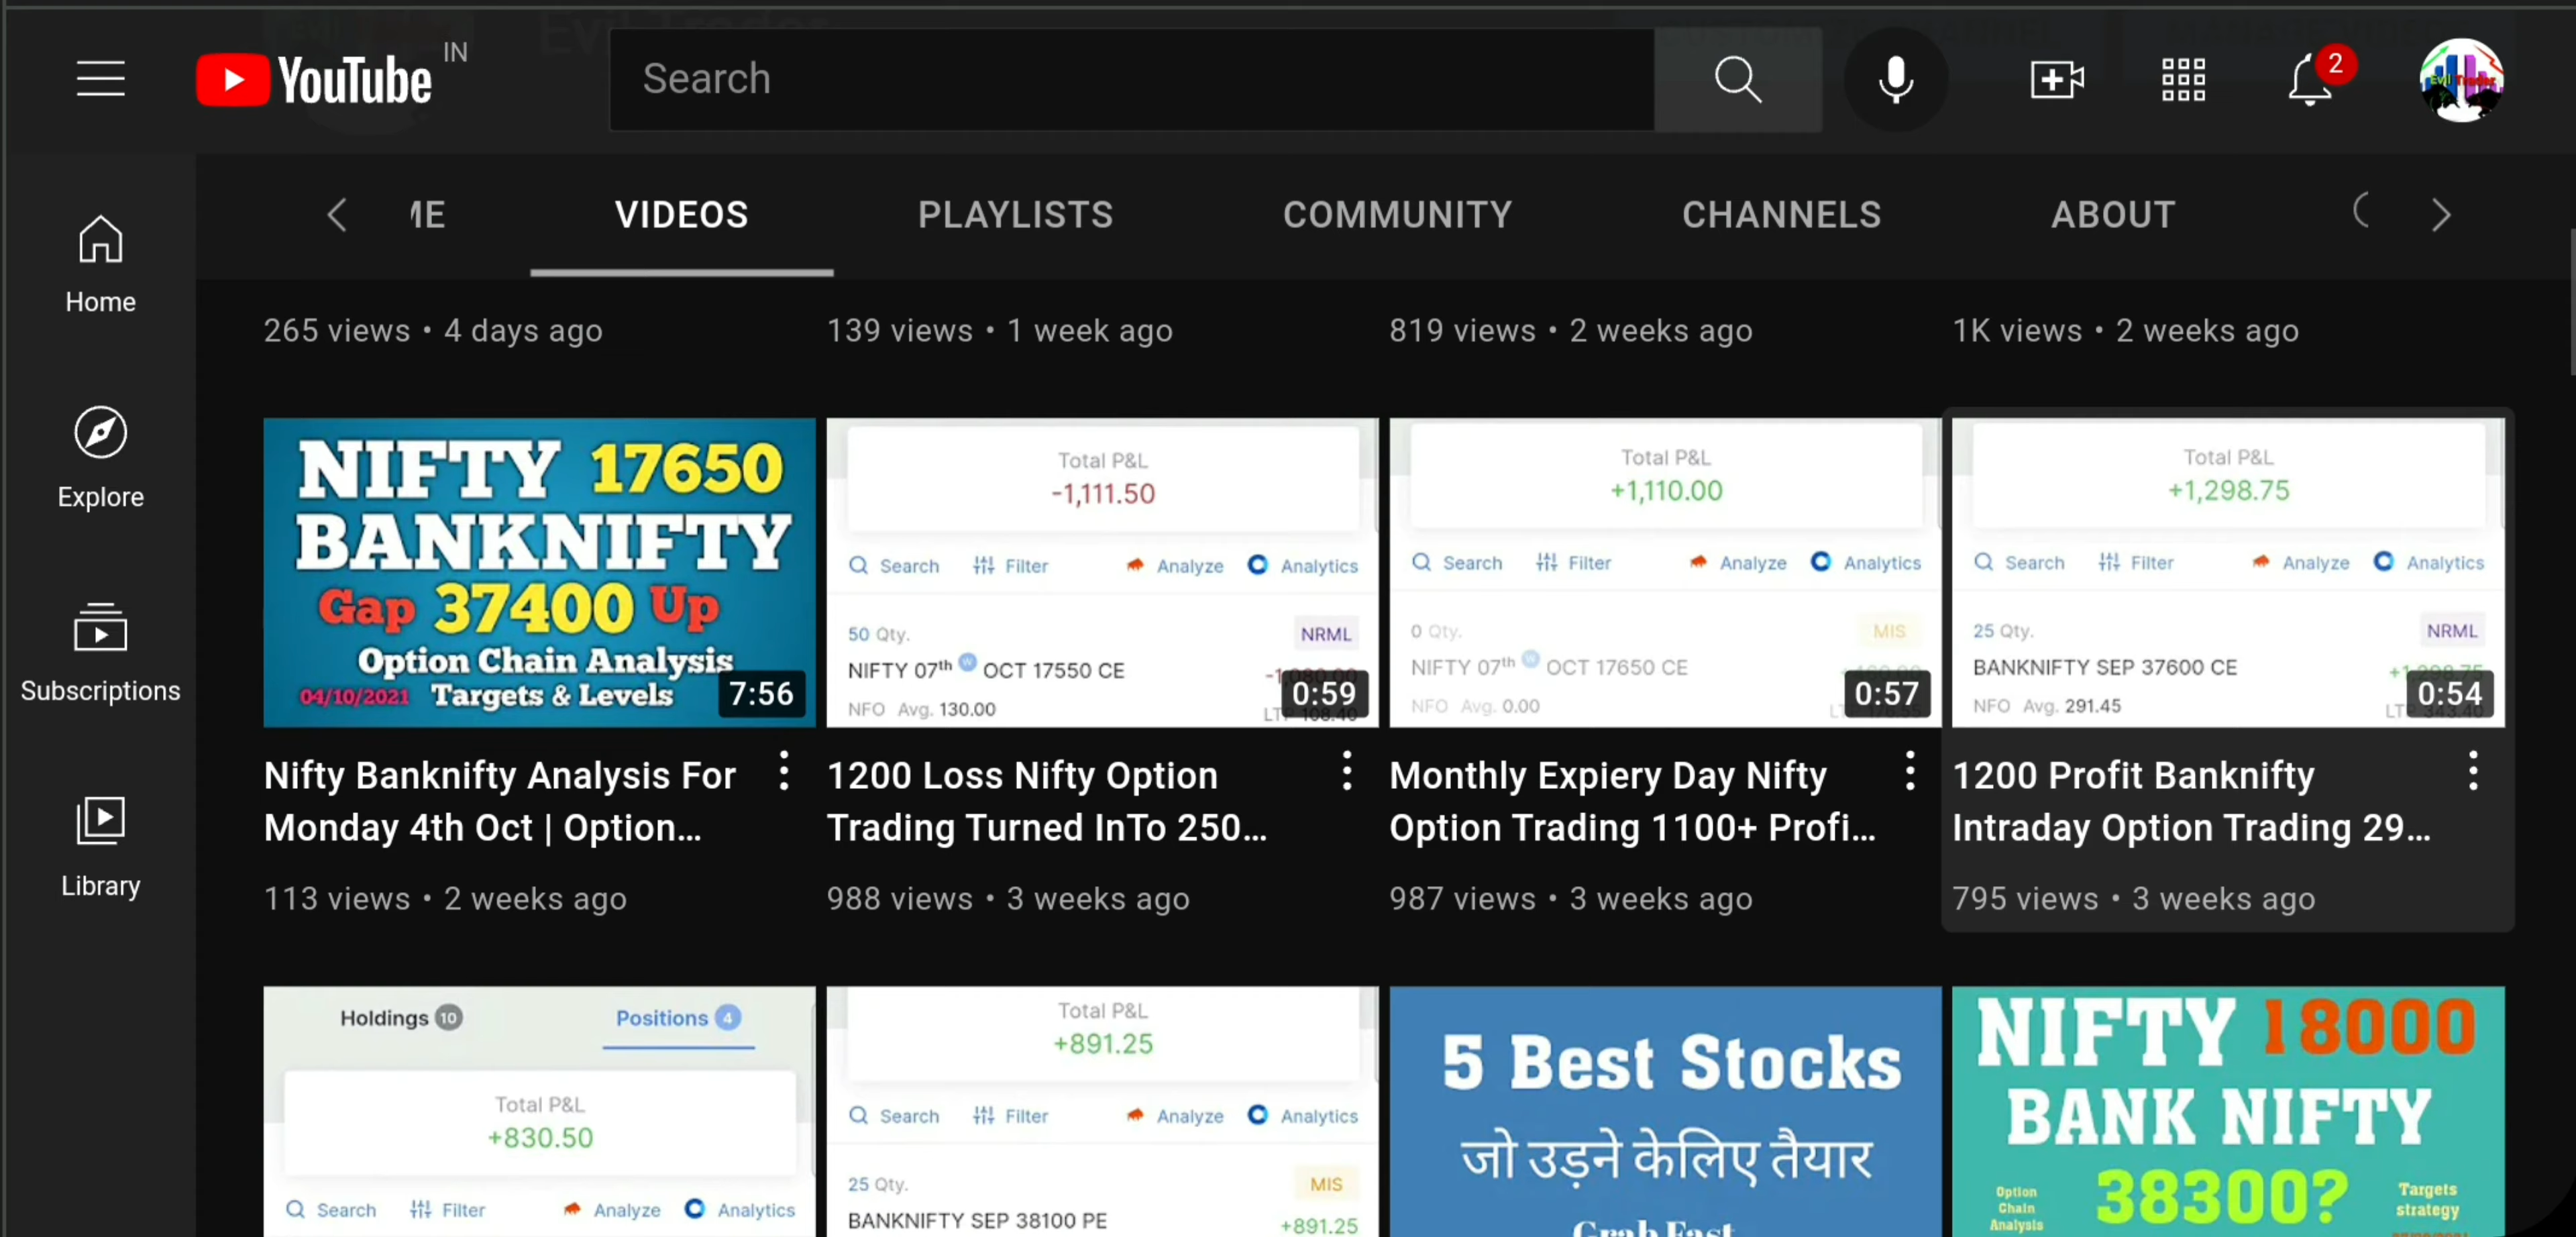 YouTube IN
Search
2
ME
VIDEOS
PLAYLISTS
COMMUNITY
CHANNELS
ABOUT
Home
Explore
Subscriptions
Library
265 views • 4 days ago
139 views • 1 week ago
819 views • 2 weeks ago
1K views • 2 weeks ago
NIFTY 17650
BANKNIFTY
Gap 37400 Up
Option Chain Analysis
04/10/2021 Targets & Levels
7:56
Nifty Banknifty Analysis For
Monday 4th Oct | Option...
113 views • 2 weeks ago
Total P&L
-1,111.50
Search Filter Analyze Analytics
50 Qty. NRML
NIFTY 07th W OCT 17550 CE
NFO Avg. 130.00
0:59
1200 Loss Nifty Option
Trading Turned InTo 250...
988 views • 3 weeks ago
Total P&L
+1,110.00
Search Filter Analyze Analytics
0 Qty. MIS
NIFTY 07th W OCT 17650 CE
NFO Avg. 0.00
0:57
Monthly Expiery Day Nifty
Option Trading 1100+ Profi...
987 views • 3 weeks ago
Total P&L
+1,298.75
Search Filter Analyze Analytics
25 Qty. NRML
BANKNIFTY SEP 37600 CE
NFO Avg. 291.45
0:54
1200 Profit Banknifty
Intraday Option Trading 29...
795 views • 3 weeks ago
Holdings 10 Positions 4
Total P&L
+830.50
Search Filter Analyze Analytics
Total P&L
+891.25
Search Filter Analyze Analytics
25 Qty. MIS
BANKNIFTY SEP 38100 PE
+891.25
5 Best Stocks
जो उड़ने केलिए तैयार
Grab Fast
NIFTY 18000
BANK NIFTY
38300?
Option
Chain
Analysis
Targets
strategy